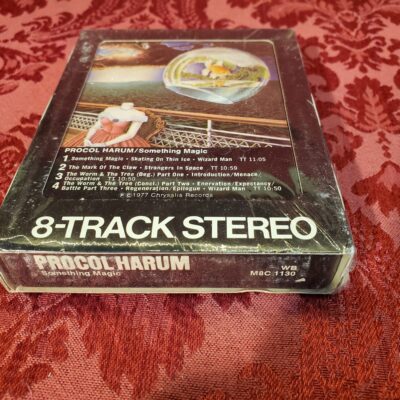 PROCOL HARUM/Something Magic
1 Something Magic • Skating On Thin Ice • Wizard Man TT 11:05
2 The Mark Of The Claw • Strangers In Space TT 10:59
3 The Worm & The Tree (Beg.) Part One • Introduction/Menace/
Occupation TT 10:50
4 The Worm & The Tree (Concl.) Part Two • Enervation/Expectancy/
Battle Part Three • Regeneration/Epilogue • Wizard Man TT 10:50
℗ ©1977 Chrysalis Records
8-TRACK STEREO
PROCOL HARUM
Something Magic
WB
M8C 1130